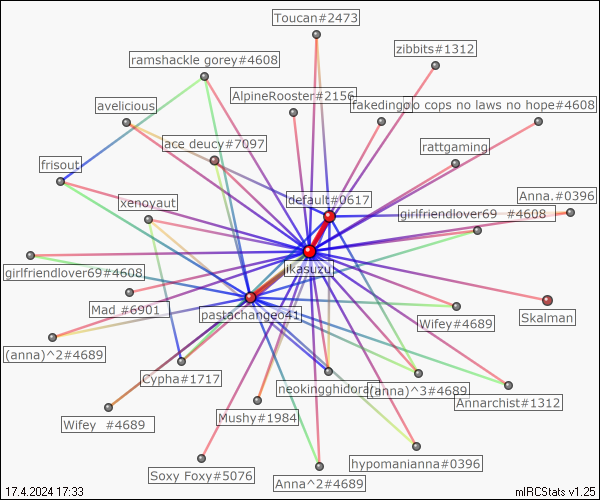 Toucan#2473
zibbits#1312
ramshackle gorey#4608
AlpineRooster#2156
avelicious
fakedingo
o cops no laws no hope#4608
ace deucy#7097
rattgaming
frisout
default#0617
Anna.#0396
xenoyaut
girlfriendlover69 #4608
ikasuzu
girlfriendlover69#4608
Mad #6901
pastachangeo41
Skalman
Wifey#4689
(anna)^2#4689
Cypha#1717
neokingghidora
(anna)^3#4689
Annarchist#1312
Wifey #4689
Mushy#1984
hypomanianna#0396
Soxy Foxy#5076
Anna^2#4689
17.4.2024 17:33
mIRCStats v1.25